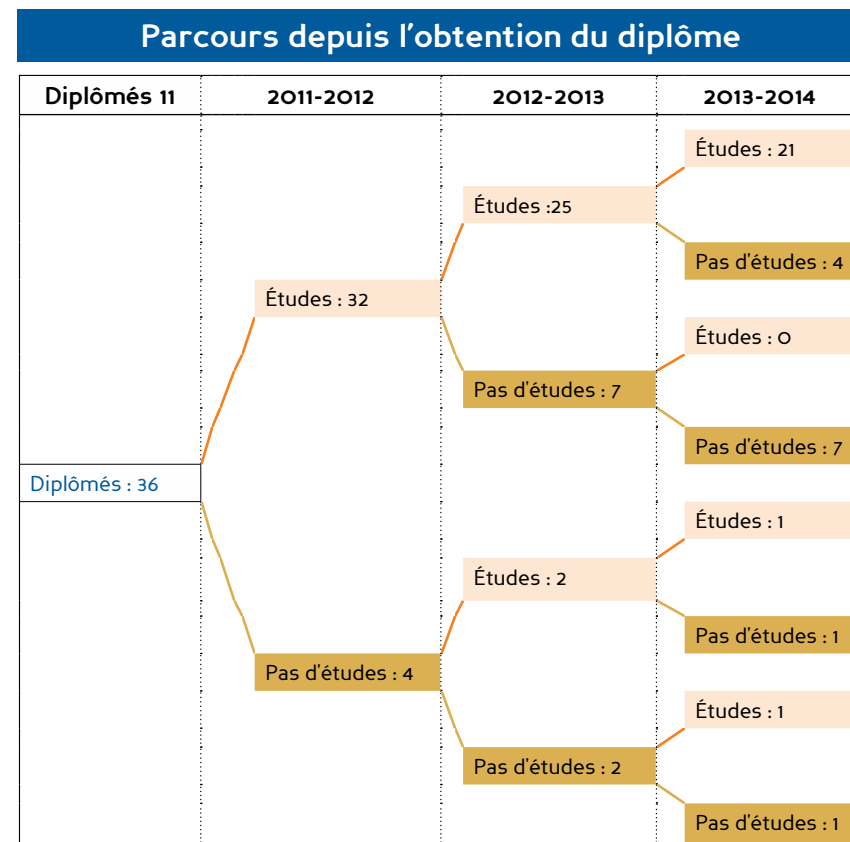 Parcours depuis l'obtention du diplôme
Diplômés 11 2011-2012 2012-2013 2013-2014
Études : 21
Études :25
Pas d'études : 4
Études : 32
Études : 0
Pas d'études : 7
Pas d'études : 7
Diplômés : 36
Études : 1
Études : 2
Pas d'études : 1
Pas d'études : 4
Études : 1
Pas d'études : 2
Pas d'études : 1